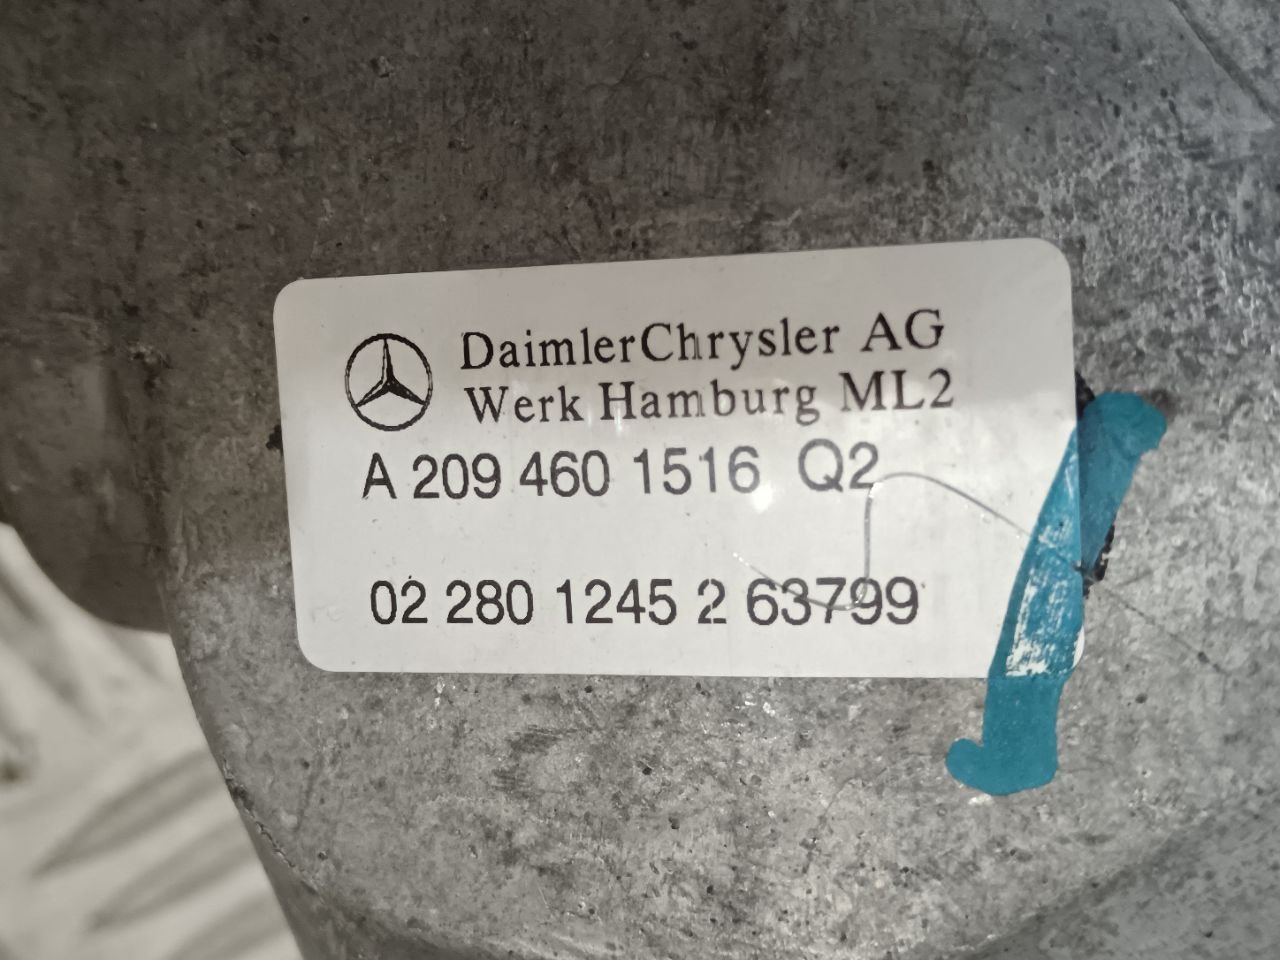 DaimlerChrysler AG
Werk Hamburg ML2
A 209 460 1516 Q2
02 280 1245 2 63799